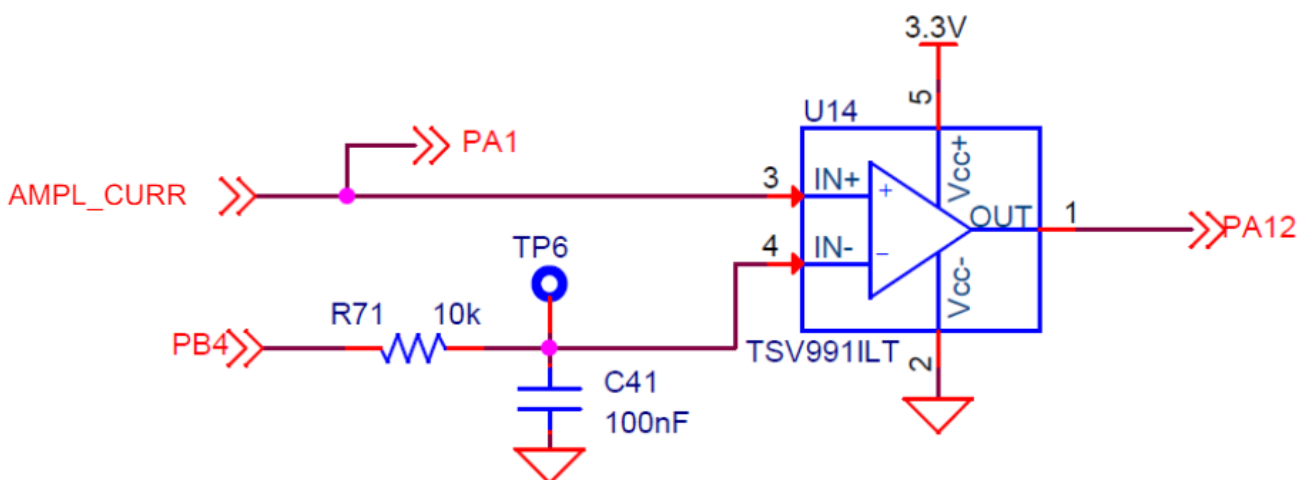 3.3V
5
U14
PA1
AMPL_CURR
3
IN+
+
Vcc+
OUT
1
PA12
TP6
4
IN-
−
Vcc-
R71
10k
PB4
TSV991ILT
2
C41
100nF